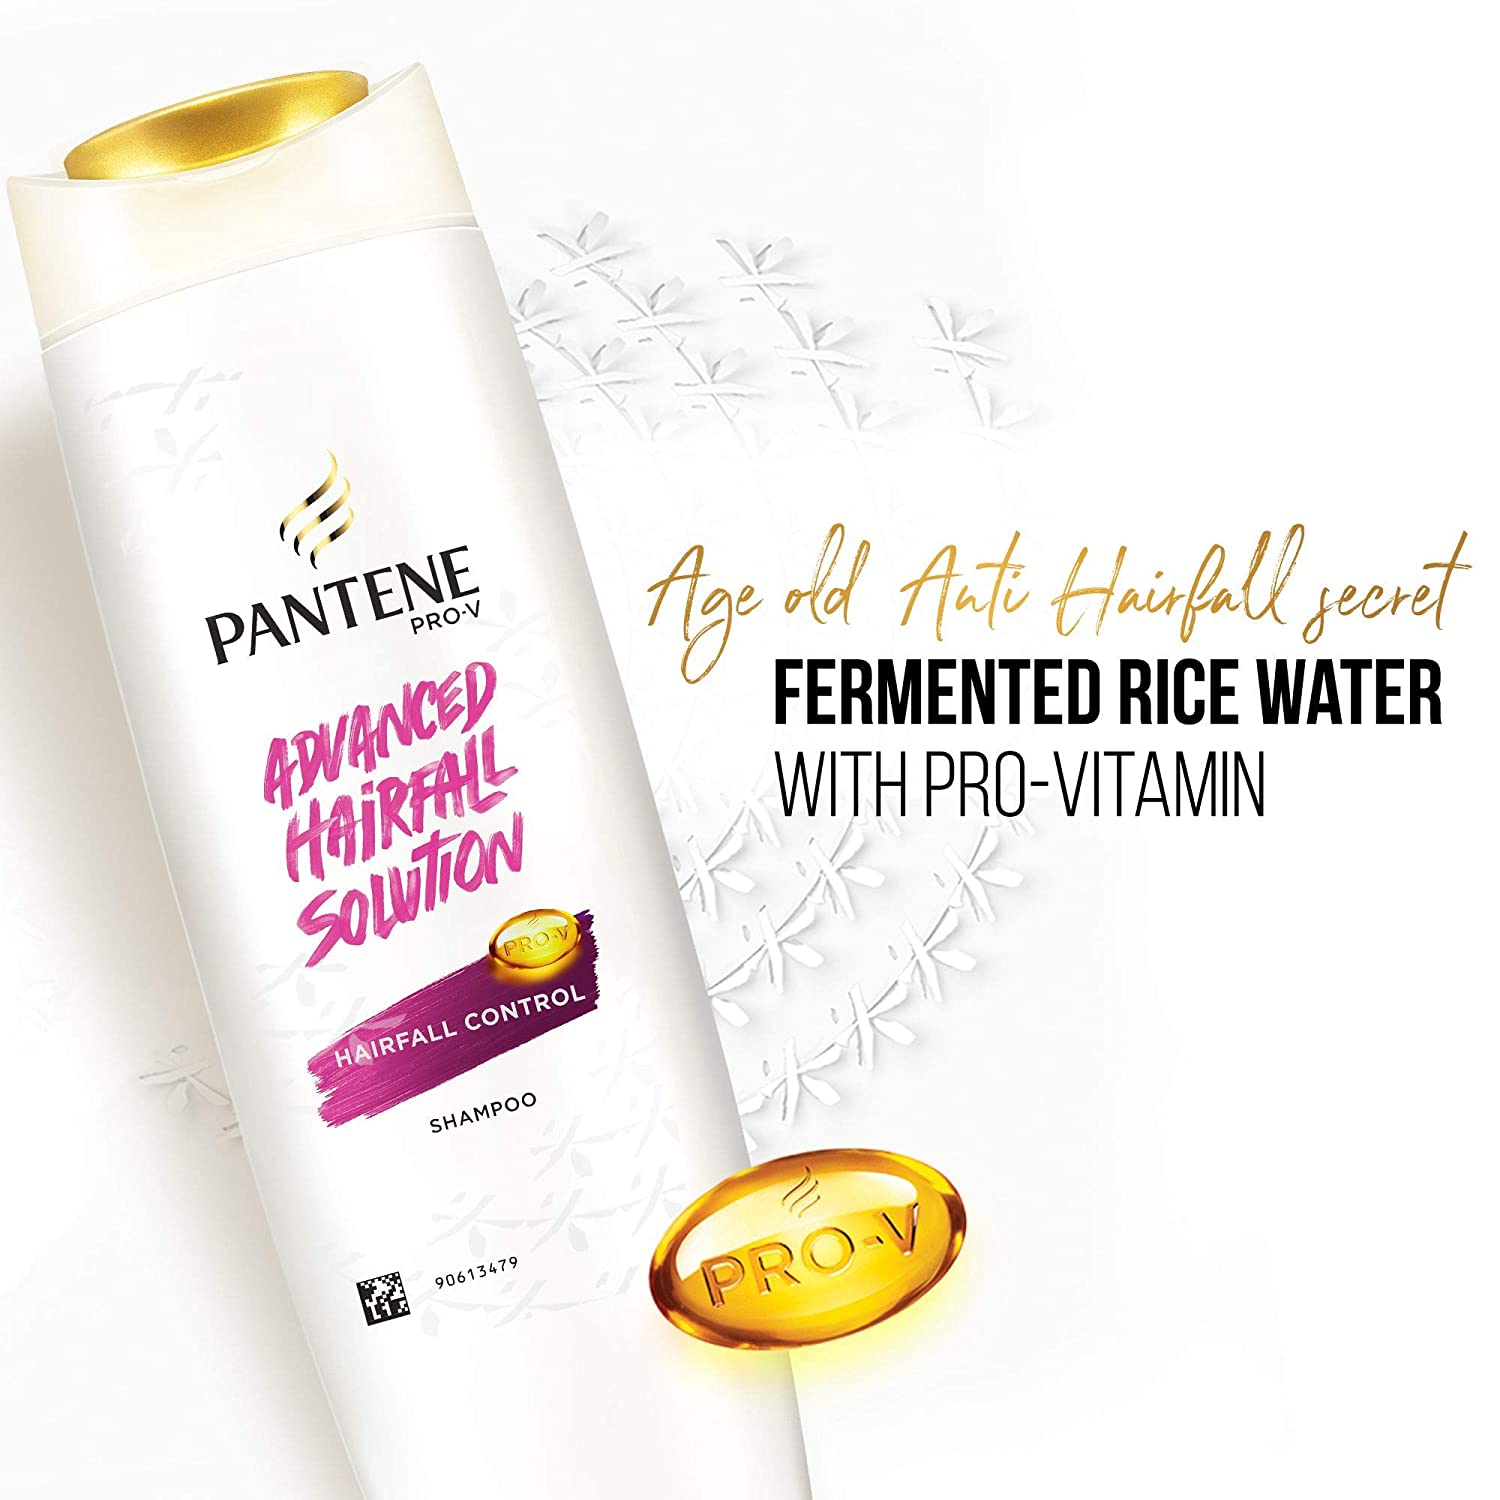 PANTENE
PRO-V
ADVANCED
HAIRFALL
SOLUTION
PRO-V
HAIRFALL CONTROL
SHAMPOO
90613479
Age old Anti Hairfall secret
FERMENTED RICE WATER
WITH PRO-VITAMIN
PRO-V